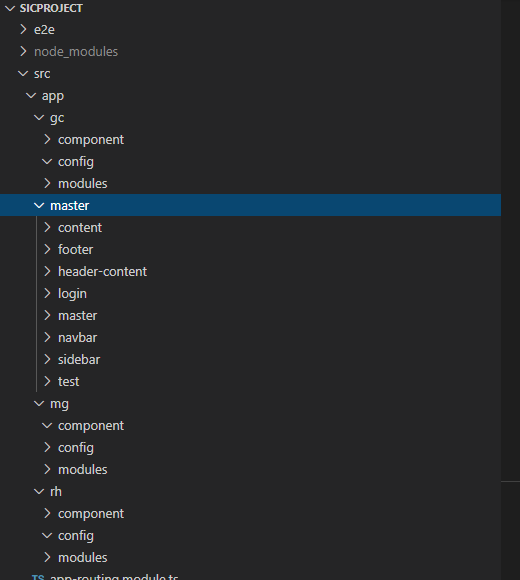 SICPROJECT
e2e
node_modules
src
app
gc
component
config
modules
master
content
footer
header-content
login
master
navbar
sidebar
test
mg
component
config
modules
rh
component
config
modules
TS app-routing.module.ts